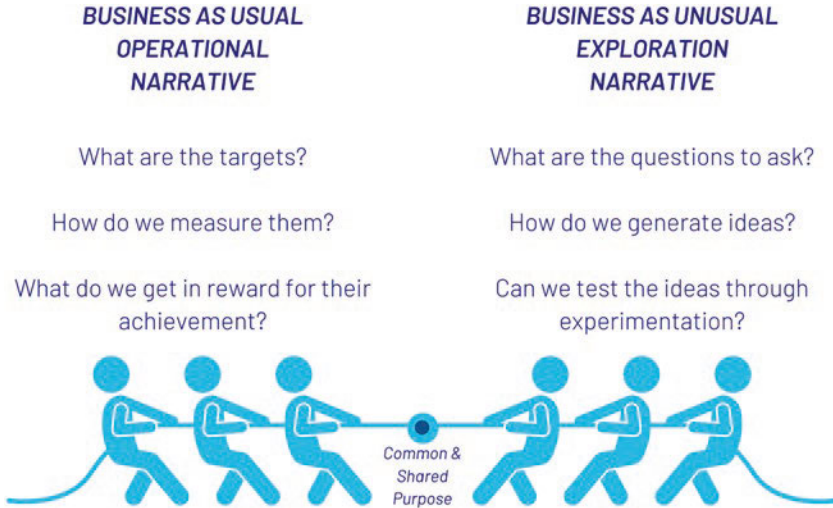 BUSINESS AS USUAL
OPERATIONAL
NARRATIVE
What are the targets?
How do we measure them?
What do we get in reward for their
achievement?
BUSINESS AS UNUSUAL
EXPLORATION
NARRATIVE
What are the questions to ask?
How do we generate ideas?
Can we test the ideas through
experimentation?
Common &
Shared
Purpose